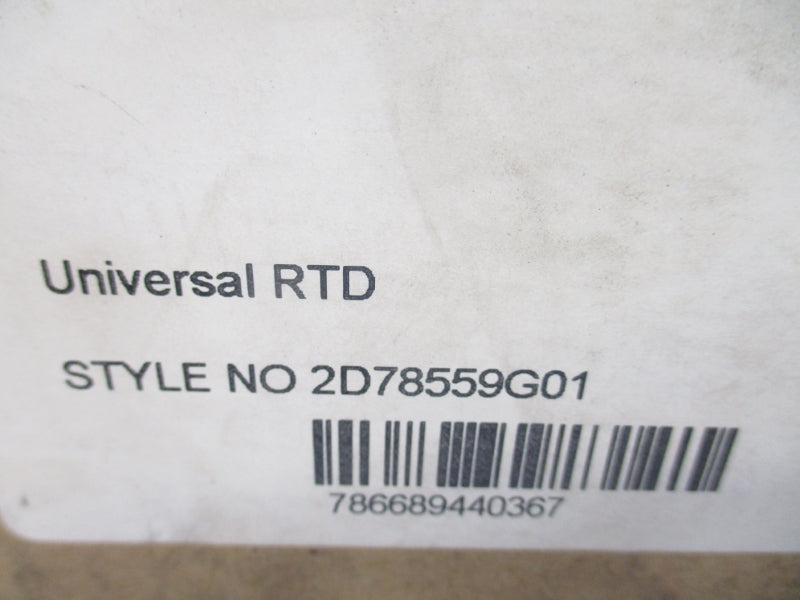 Universal RTD
STYLE NO 2D78559G01
786689440367